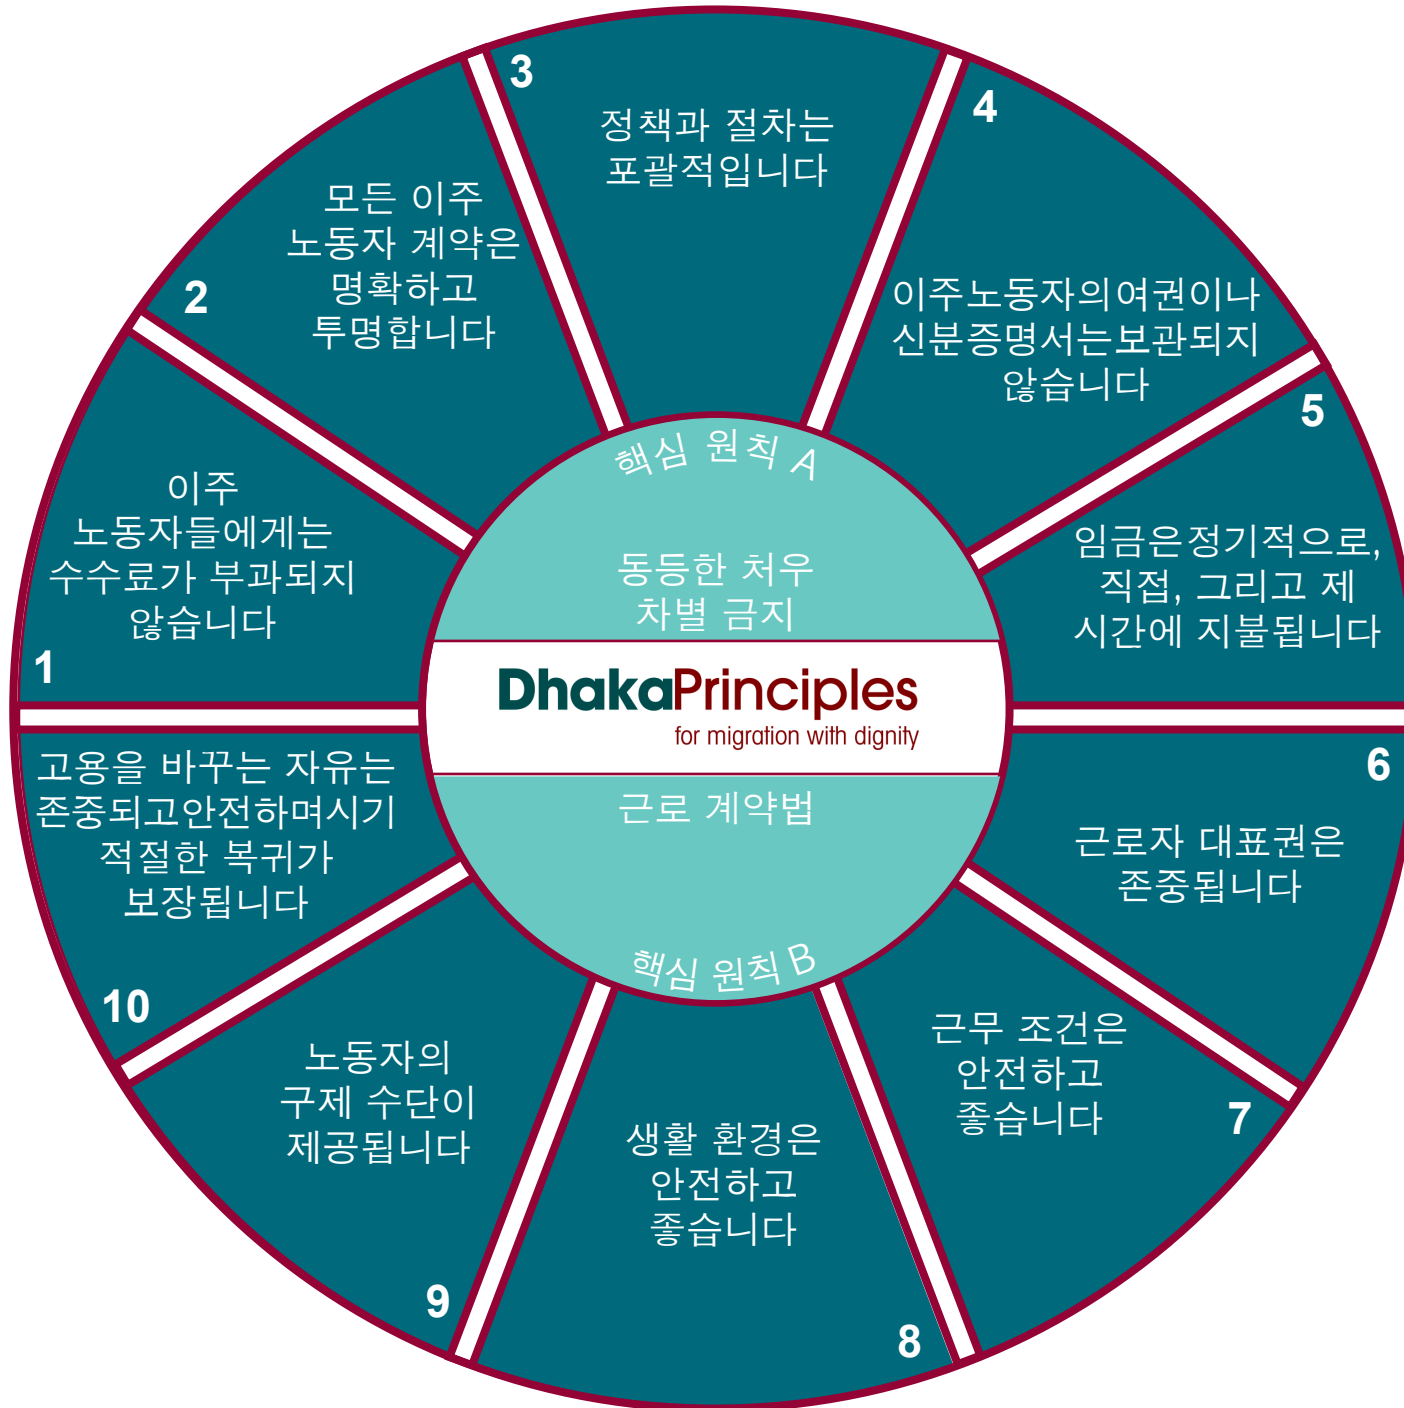 핵심 원칙 A
동등한 처우
차별 금지
DhakaPrinciples
for migration with dignity
근로 계약법
핵심 원칙 B
1
이주
노동자들에게는
수수료가 부과되지
않습니다
2
모든 이주
노동자 계약은
명확하고
투명합니다
3
정책과 절차는
포괄적입니다
4
이주노동자의여권이나
신분증명서는보관되지
않습니다
5
임금은정기적으로,
직접, 그리고 제
시간에 지불됩니다
6
근로자 대표권은
존중됩니다
7
근무 조건은
안전하고
좋습니다
8
생활 환경은
안전하고
좋습니다
9
노동자의
구제 수단이
제공됩니다
10
고용을 바꾸는 자유는
존중되고안전하며시기
적절한 복귀가
보장됩니다